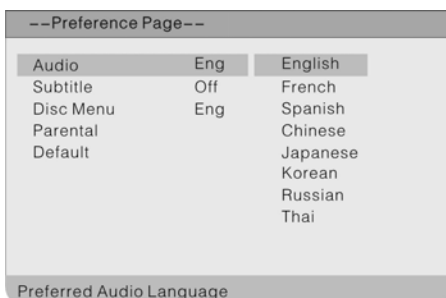 --Preference Page--
Audio Eng English
Subtitle Off French
Disc Menu Eng Spanish
Parental Chinese
Default Japanese
Korean
Russian
Thai
Preferred Audio Language